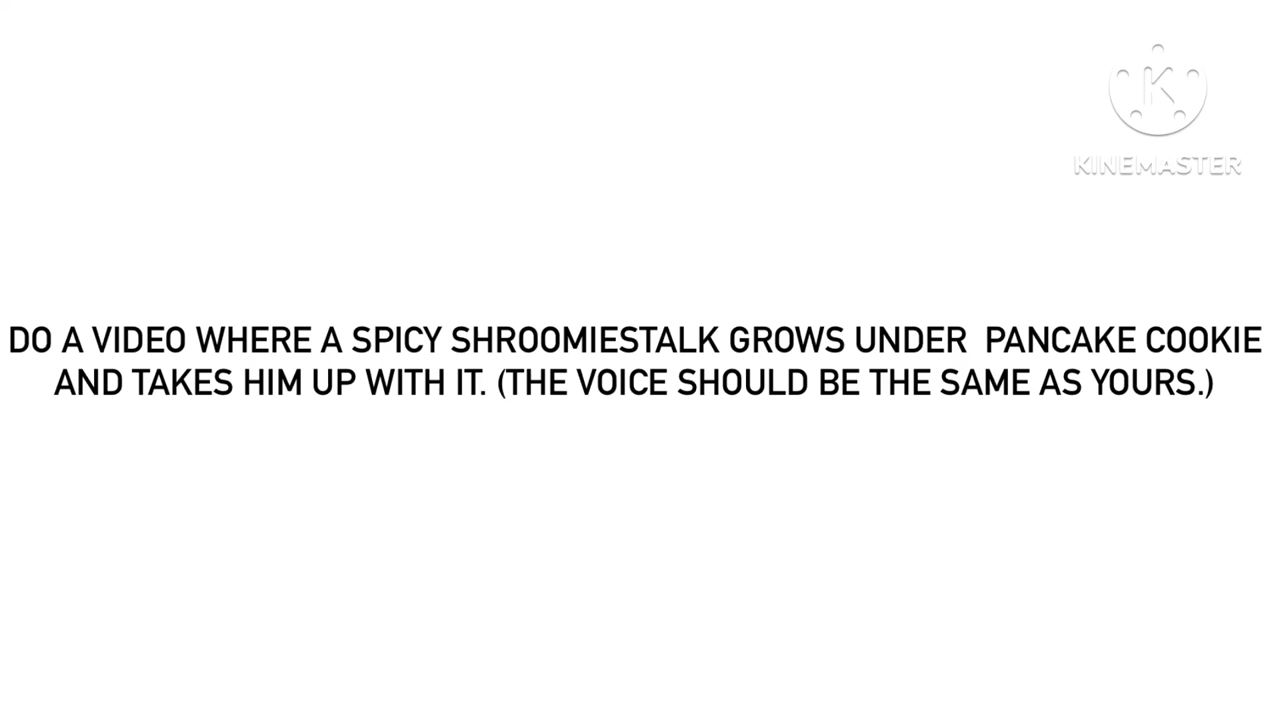 KINEMASTER
DO A VIDEO WHERE A SPICY SHROOMIESTALK GROWS UNDER  PANCAKE COOKIE
AND TAKES HIM UP WITH IT. (THE VOICE SHOULD BE THE SAME AS YOURS.)